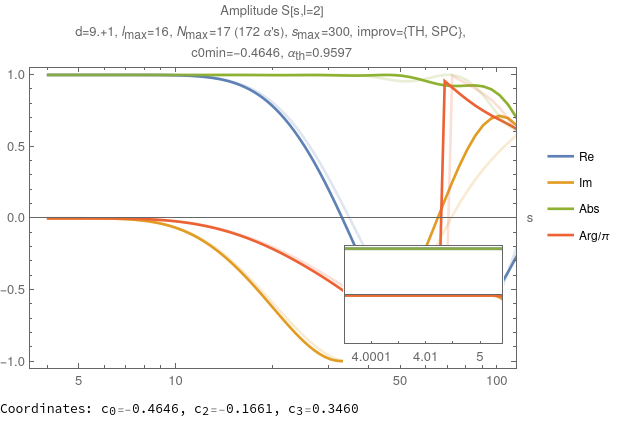 Amplitude S[s,l=2]
d=9.+1, lmax=16, Nmax=17 (172 α's), smax=300, improv={TH, SPC},
c0min=−0.4646, αth=0.9597
1.0
0.5
0.0
−0.5
−1.0
s
Re
Im
Abs
Arg/π
4.0001 4.01 5
5 10 50 100
Coordinates: c0=−0.4646, c2=−0.1661, c3=0.3460